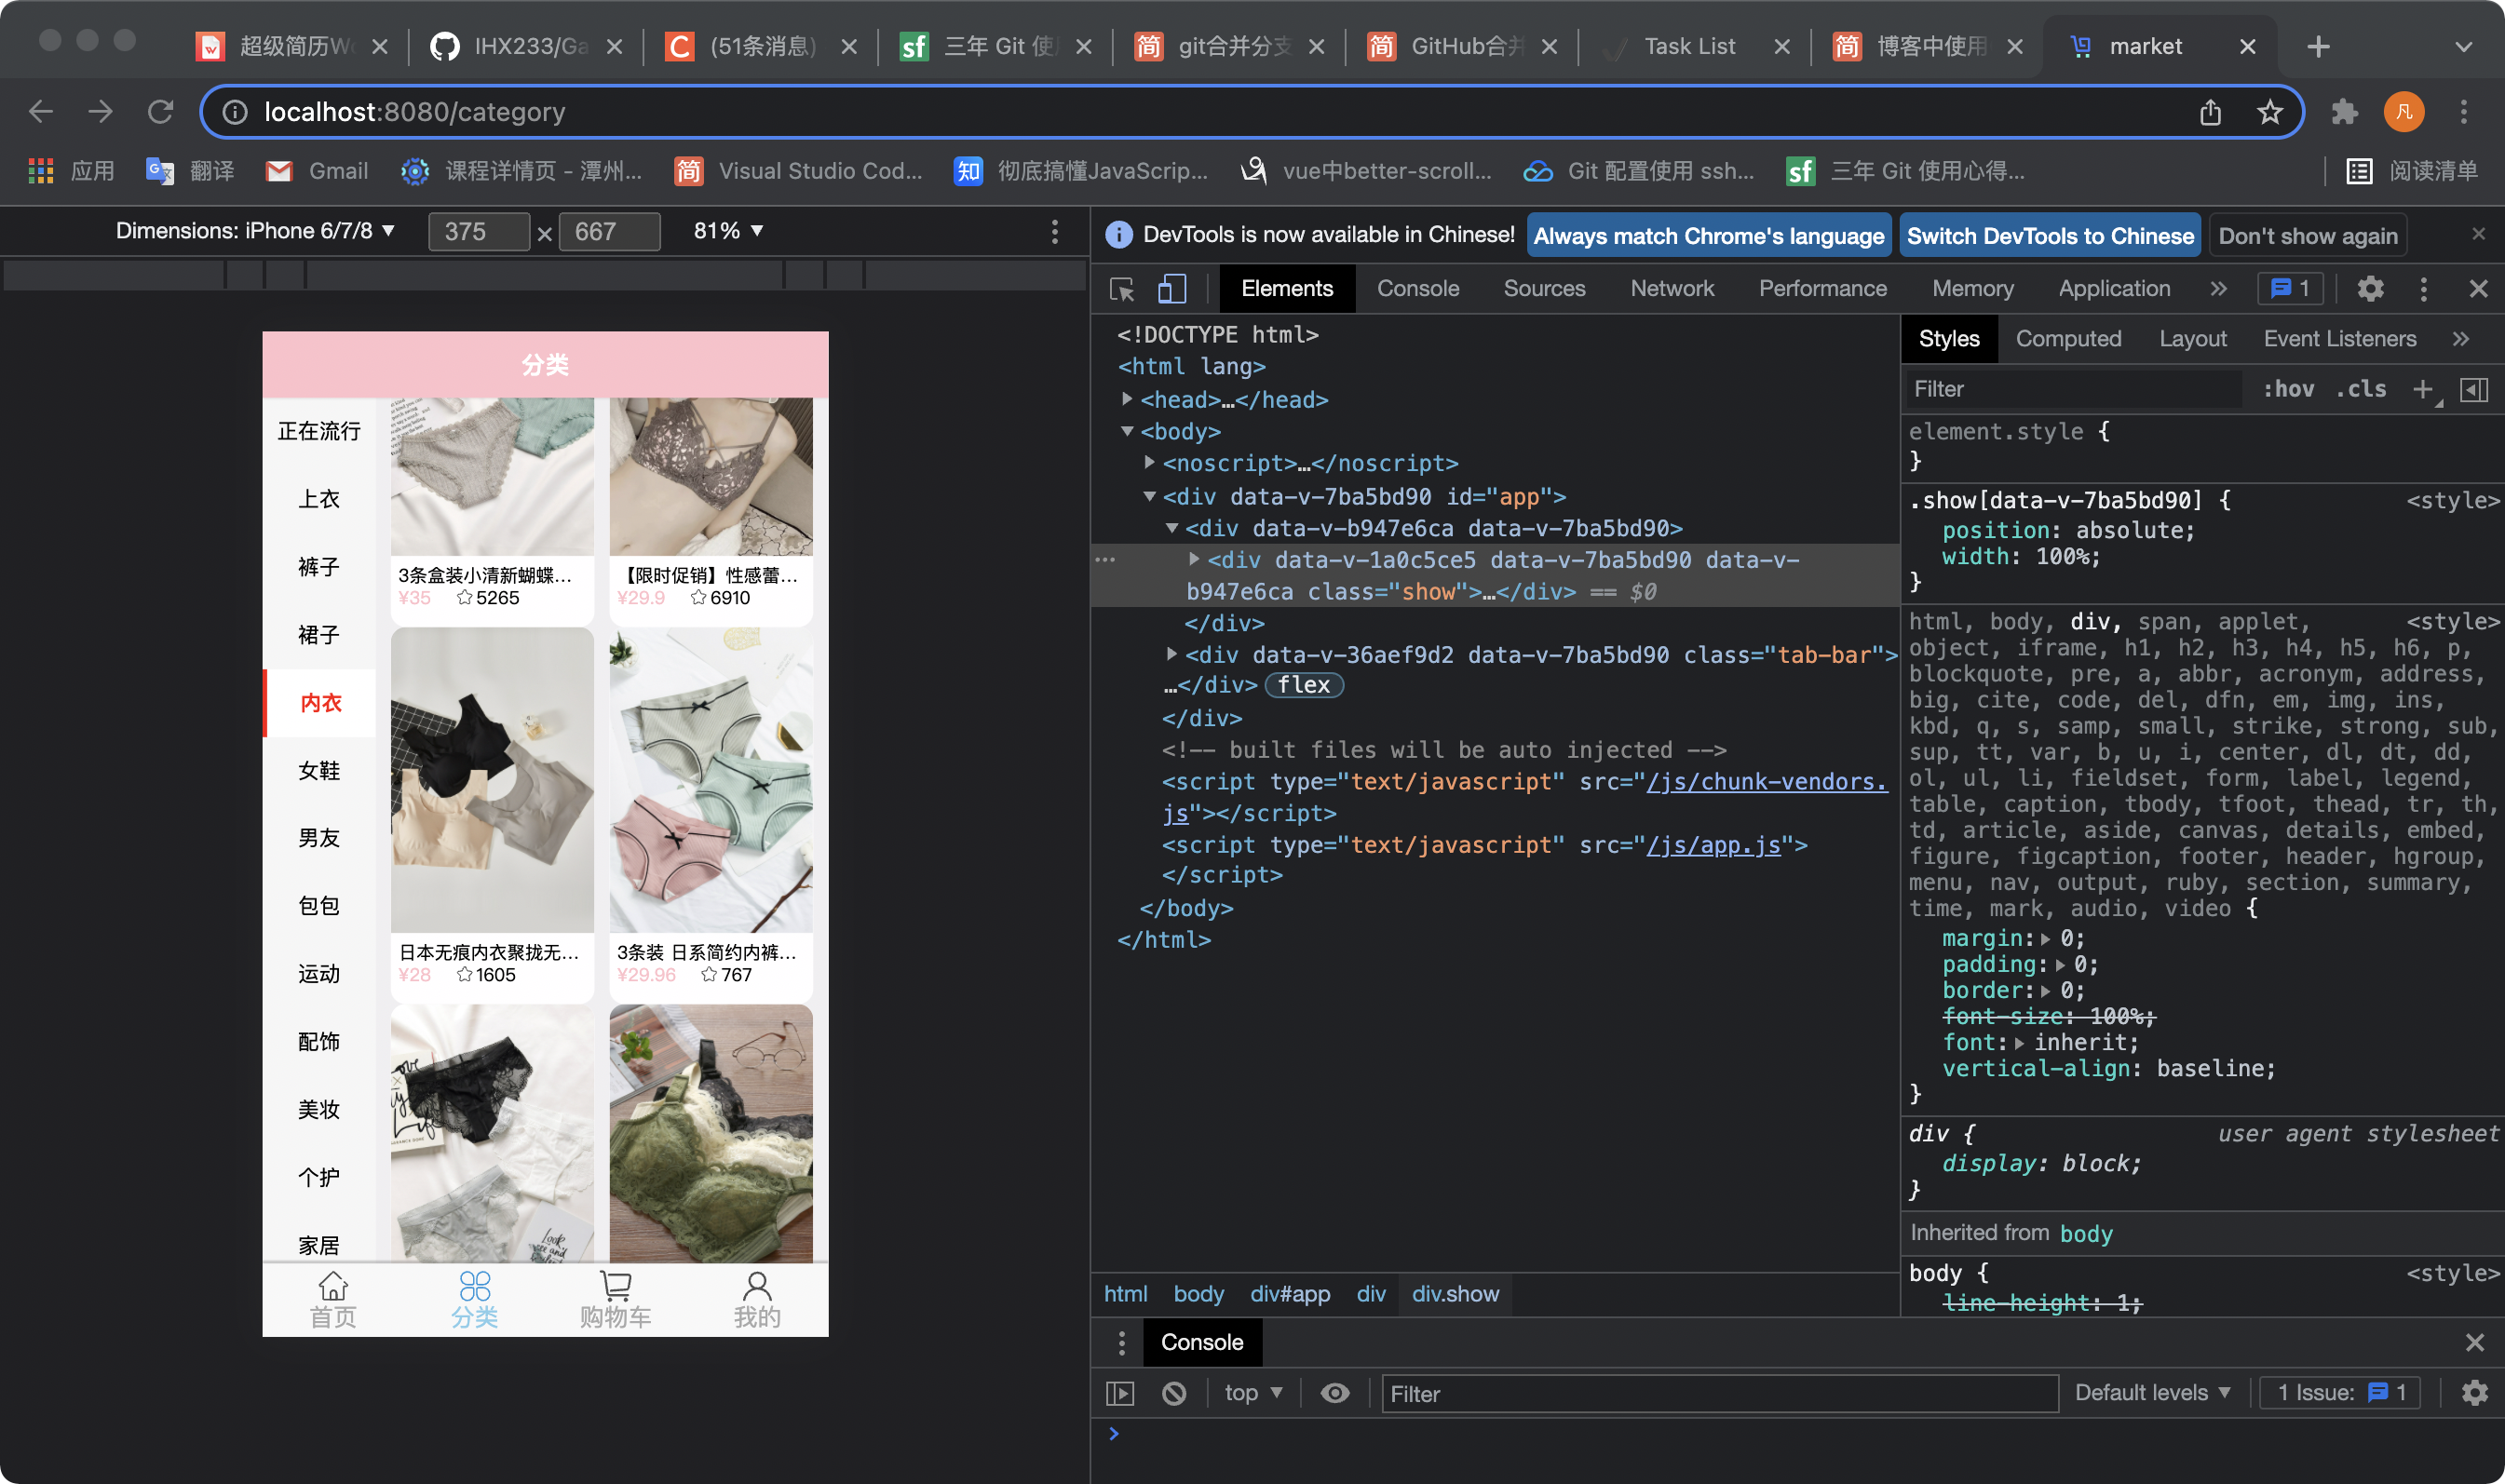 超级简历Wo
IHX233/Ga
(51条消息)
三年 Git 使用
git合并分支
GitHub合并
Task List
博客中使用
market
localhost:8080/category
应用
翻译
Gmail
课程详情页 - 潭州...
Visual Studio Cod...
彻底搞懂JavaScrip...
vue中better-scroll...
Git 配置使用 ssh...
三年 Git 使用心得...
阅读清单
Dimensions: iPhone 6/7/8 ▼ 375 × 667 81% ▼
分类
正在流行
上衣
裤子
裙子
内衣
女鞋
男友
包包
运动
配饰
美妆
个护
家居
3条盒装小清新蝴蝶...
¥35 5265
【限时促销】性感蕾...
¥29.9 6910
日本无痕内衣聚拢无...
¥28 1605
3条装 日系简约内裤...
¥29.96 767
首页
分类
购物车
我的
DevTools is now available in Chinese! Always match Chrome's language Switch DevTools to Chinese Don't show again
Elements Console Sources Network Performance Memory Application » 1
<!DOCTYPE html>
<html lang>
<head>…</head>
<body>
<noscript>…</noscript>
<div data-v-7ba5bd90 id="app">
<div data-v-b947e6ca data-v-7ba5bd90>
<div data-v-1a0c5ce5 data-v-7ba5bd90 data-v-
b947e6ca class="show">…</div> == $0
</div>
<div data-v-36aef9d2 data-v-7ba5bd90 class="tab-bar">
…</div> flex
</div>
<!-- built files will be auto injected -->
<script type="text/javascript" src="/js/chunk-vendors.
js"></script>
<script type="text/javascript" src="/js/app.js">
</script>
</body>
</html>
html body div#app div div.show
Styles Computed Layout Event Listeners »
Filter :hov .cls +
element.style {
}
.show[data-v-7ba5bd90] { <style>
position: absolute;
width: 100%;
}
html, body, div, span, applet, <style>
object, iframe, h1, h2, h3, h4, h5, h6, p,
blockquote, pre, a, abbr, acronym, address,
big, cite, code, del, dfn, em, img, ins,
kbd, q, s, samp, small, strike, strong, sub,
sup, tt, var, b, u, i, center, dl, dt, dd,
ol, ul, li, fieldset, form, label, legend,
table, caption, tbody, tfoot, thead, tr, th,
td, article, aside, canvas, details, embed,
figure, figcaption, footer, header, hgroup,
menu, nav, output, ruby, section, summary,
time, mark, audio, video {
margin: 0;
padding: 0;
border: 0;
font-size: 100%;
font: inherit;
vertical-align: baseline;
}
div { user agent stylesheet
display: block;
}
Inherited from body
body { <style>
line-height: 1;
Console
top ▼ Filter Default levels ▼ 1 Issue: 1